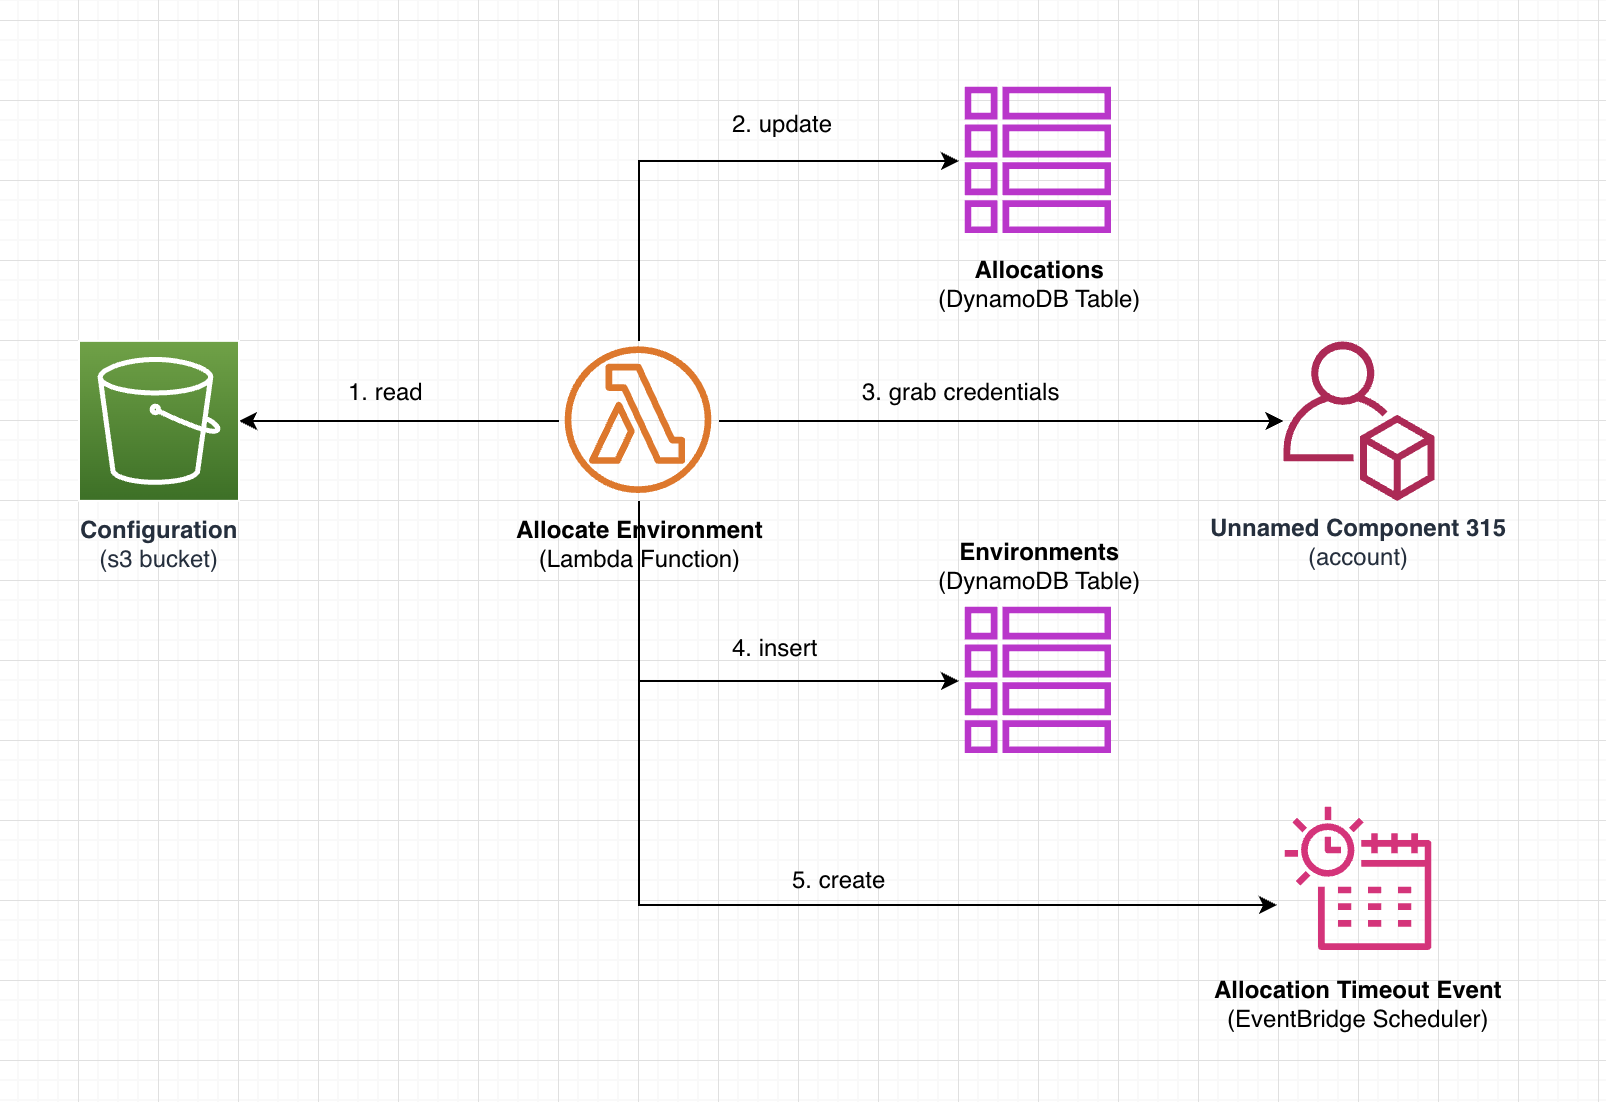 2. update
Allocations
(DynamoDB Table)
1. read
3. grab credentials
Configuration
(s3 bucket)
Allocate Environment
(Lambda Function)
Unnamed Component 315
(account)
Environments
(DynamoDB Table)
4. insert
5. create
Allocation Timeout Event
(EventBridge Scheduler)